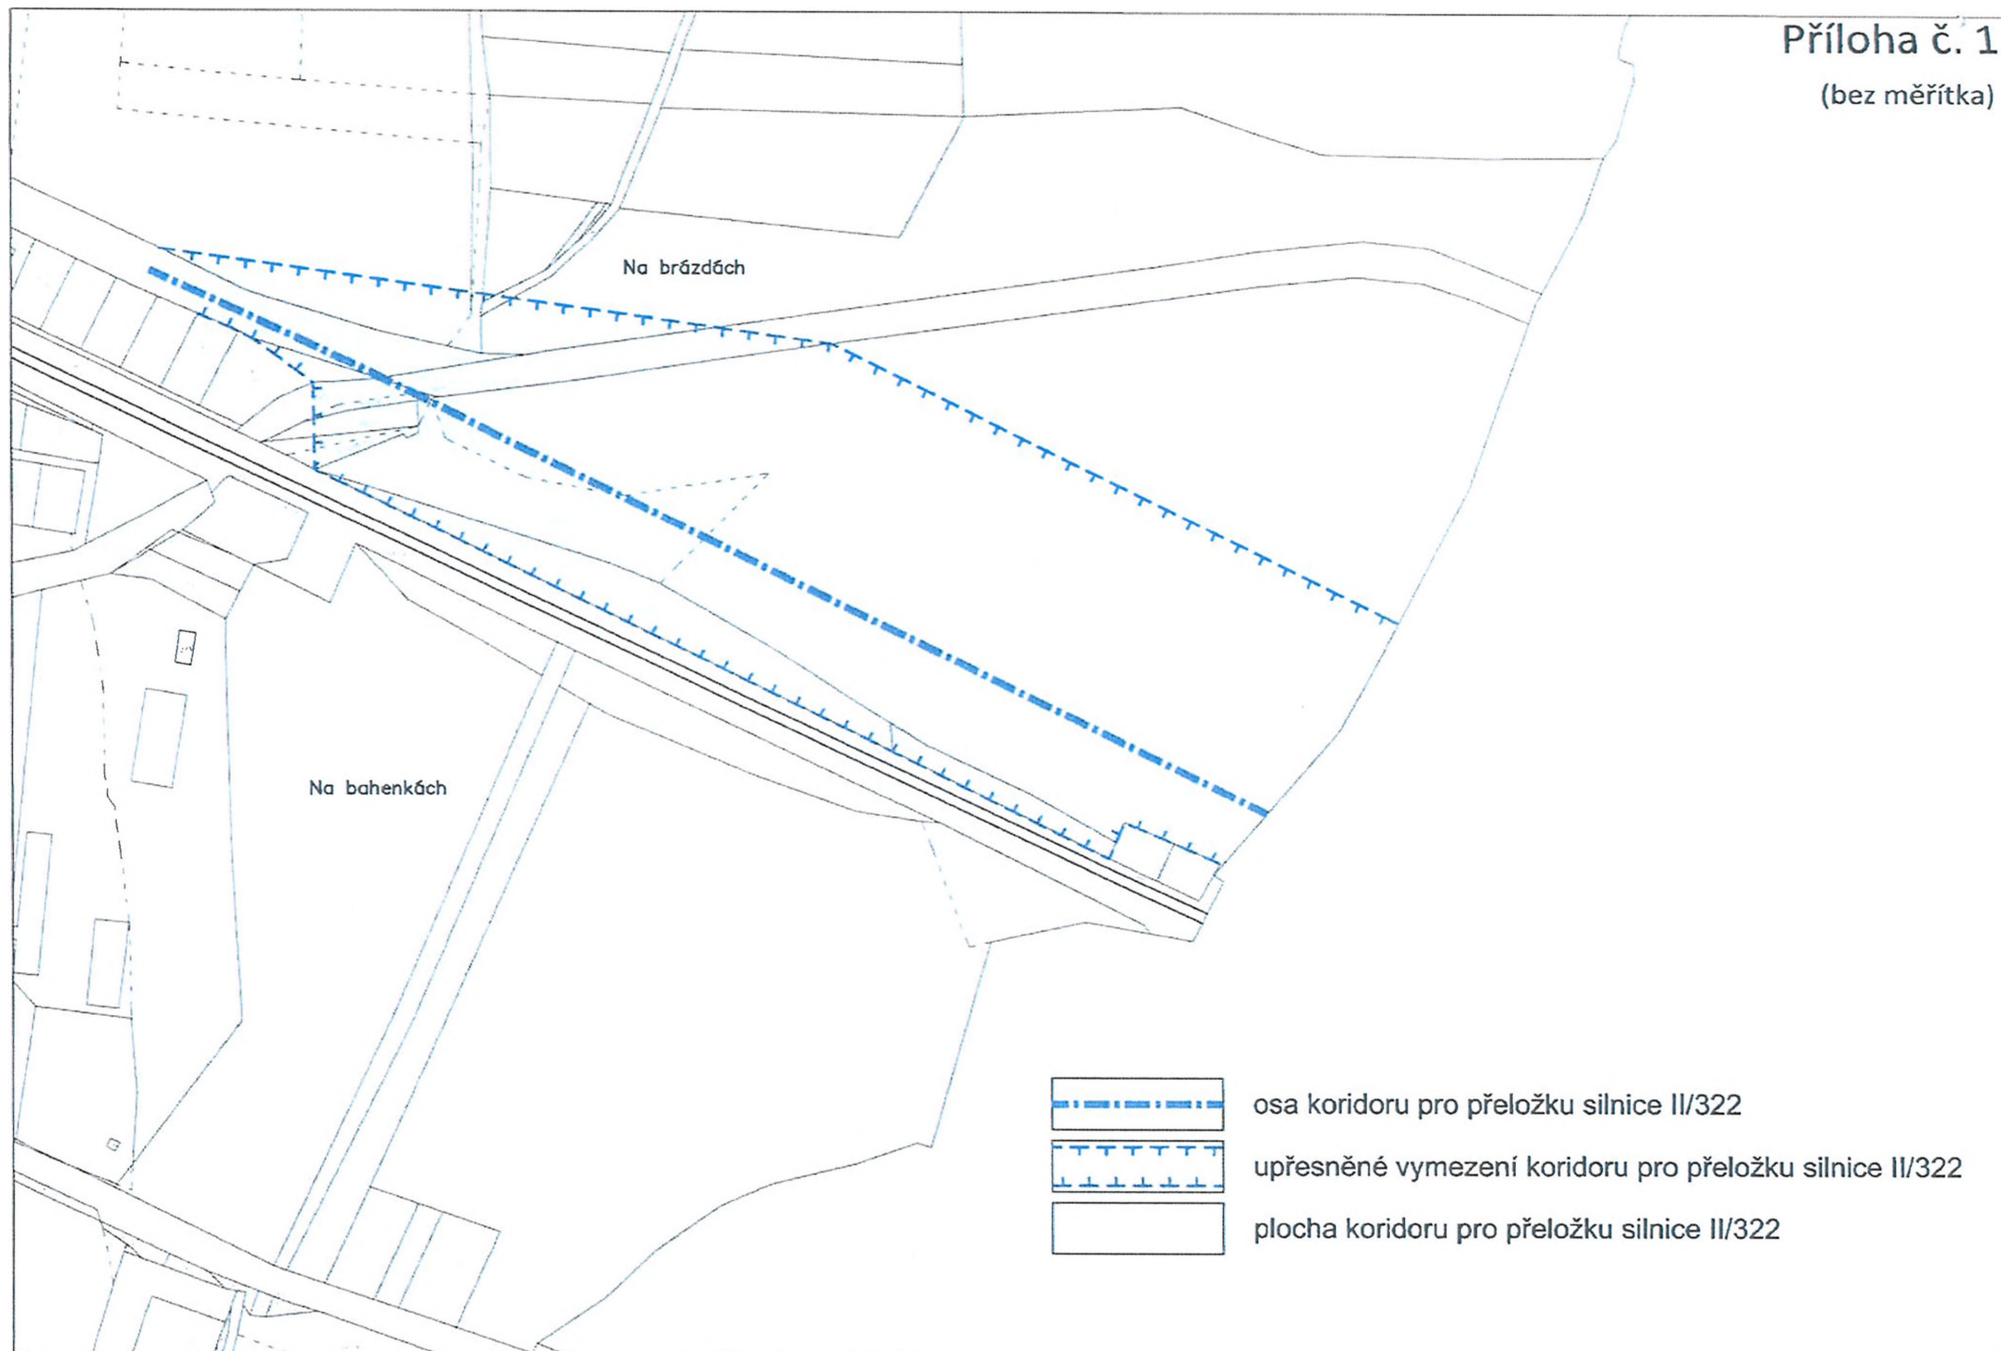 Příloha č. 1
(bez měřítka)
Na brázdách
Na bahenkách
osa koridoru pro přeložku silnice II/322
upřesněné vymezení koridoru pro přeložku silnice II/322
plocha koridoru pro přeložku silnice II/322